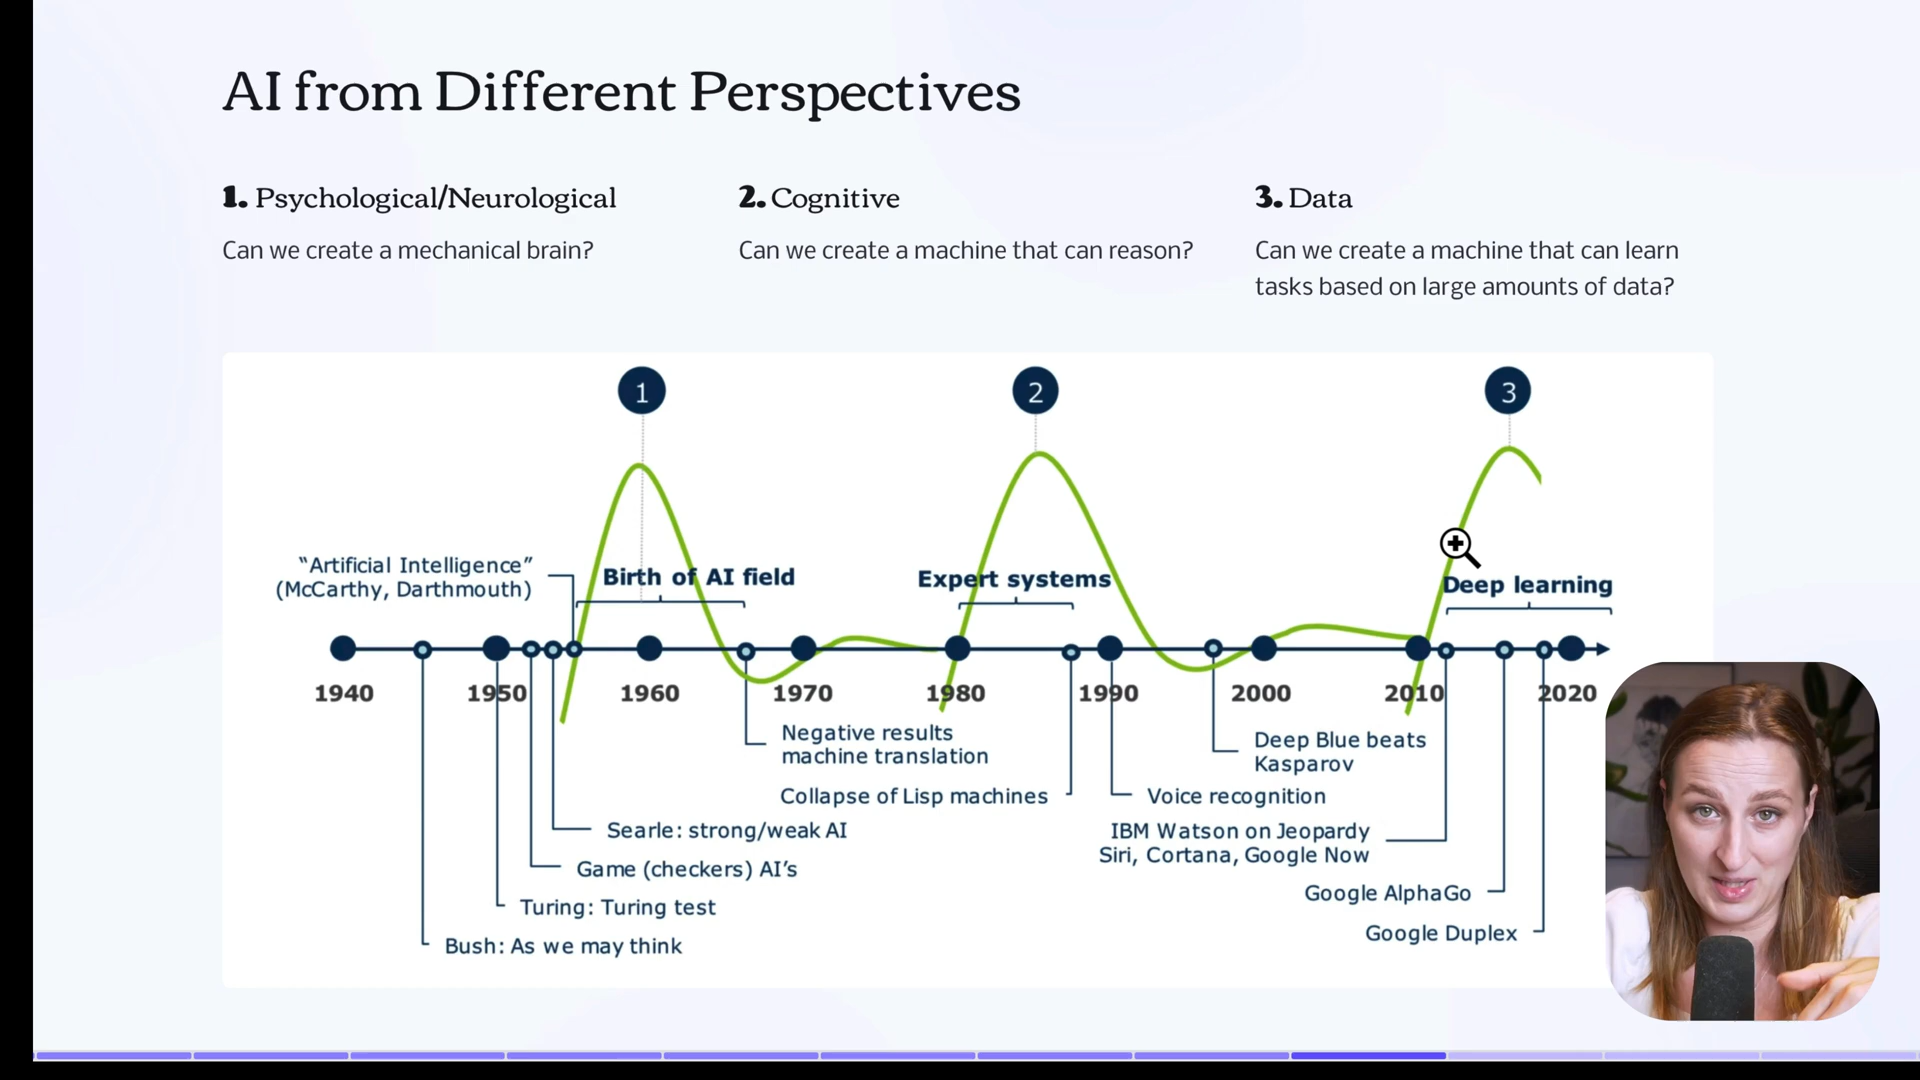 AI from Different Perspectives
1. Psychological/Neurological
Can we create a mechanical brain?
2. Cognitive
Can we create a machine that can reason?
3. Data
Can we create a machine that can learn
tasks based on large amounts of data?
1
2
3
“Artificial Intelligence”
(McCarthy, Darthmouth)
Birth of AI field
Expert systems
Deep learning
1940
1950
1960
1970
1980
1990
2000
2010
2020
Negative results
machine translation
Collapse of Lisp machines
Searle: strong/weak AI
Game (checkers) AI’s
Turing: Turing test
Bush: As we may think
Deep Blue beats
Kasparov
Voice recognition
IBM Watson on Jeopardy
Siri, Cortana, Google Now
Google AlphaGo
Google Duplex